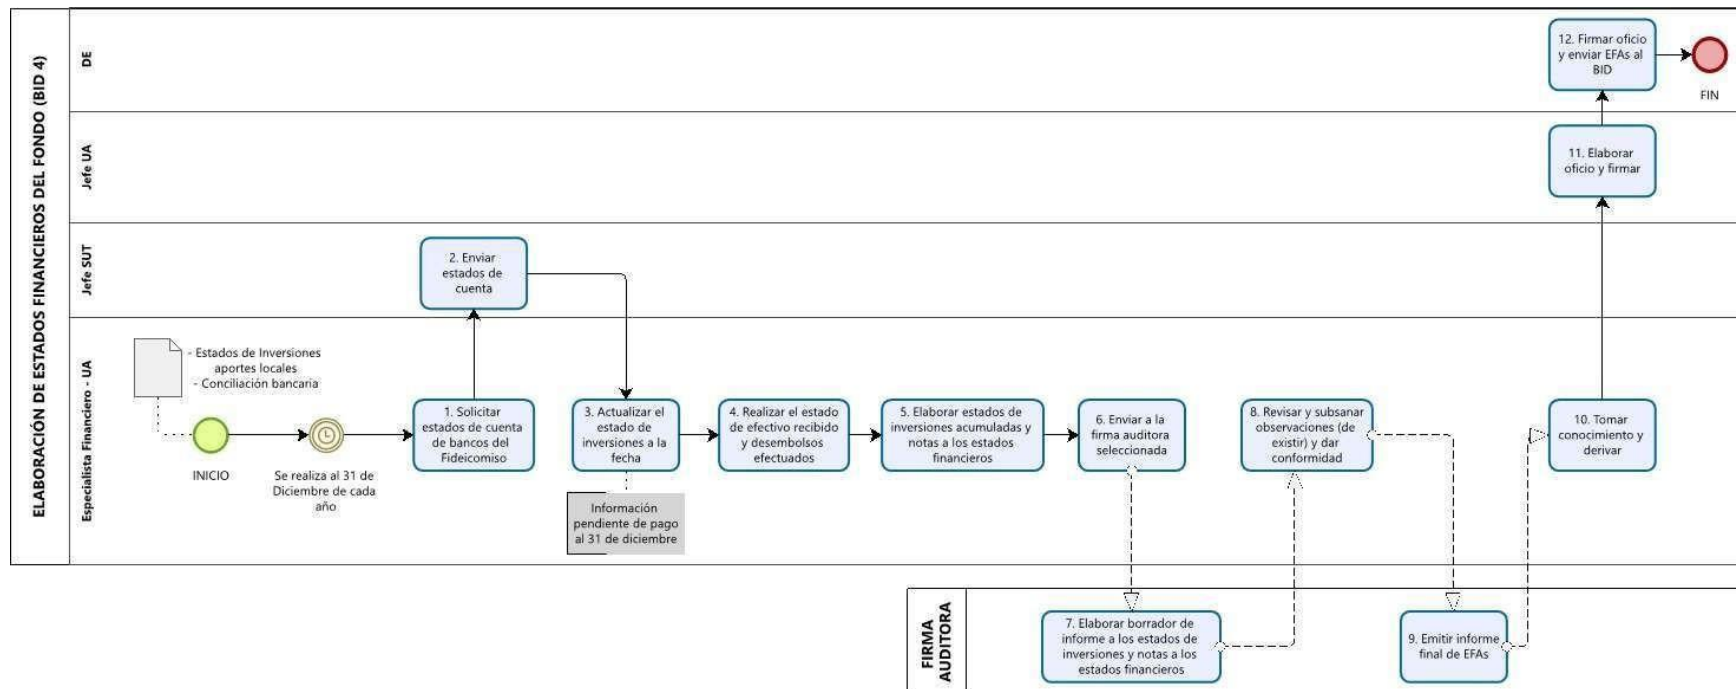 ELABORACIÓN DE ESTADOS FINANCIEROS DEL FONDO (BID 4)
DE
12. Firmar oficio
y enviar EFAs al
BID
FIN
Jefe UA
11. Elaborar
oficio y firmar
Jefe SUT
2. Enviar
estados de
cuenta
Especialista Financiero - UA
- Estados de Inversiones
aportes locales
- Conciliación bancaria
INICIO
Se realiza al 31 de
Diciembre de cada
año
1. Solicitar
estados de cuenta
de bancos del
Fideicomiso
3. Actualizar el
estado de
inversiones a la
fecha
Información
pendiente de pago
al 31 de diciembre
4. Realizar el estado
de efectivo recibido
y desembolsos
efectuados
5. Elaborar estados de
inversiones acumuladas y
notas a los estados
financieros
6. Enviar a la
firma auditora
seleccionada
8. Revisar y subsanar
observaciones (de
existir) y dar
conformidad
10. Tomar
conocimiento y
derivar
FIRMA
AUDITORA
7. Elaborar borrador de
informe a los estados de
inversiones y notas a los
estados financieros
9. Emitir informe
final de EFAs